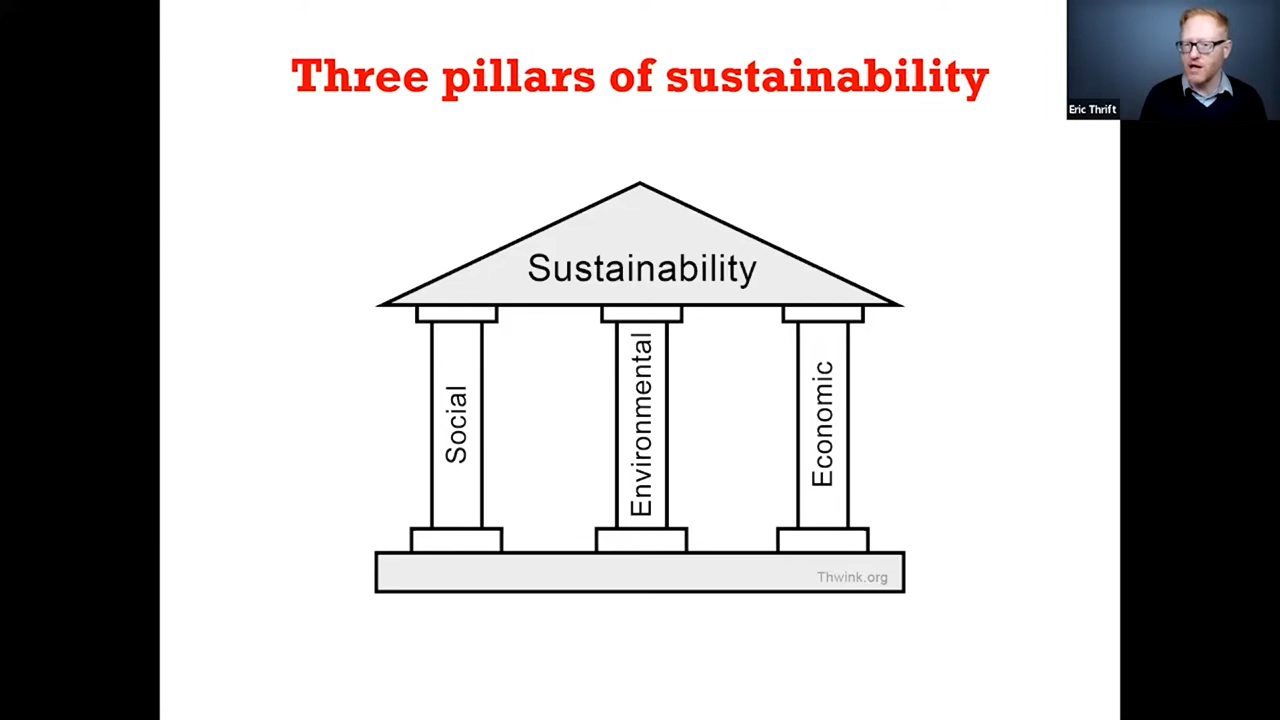 Three pillars of sustainability
Eric Thrift
Sustainability
Social
Environmental
Economic
Thwink.org